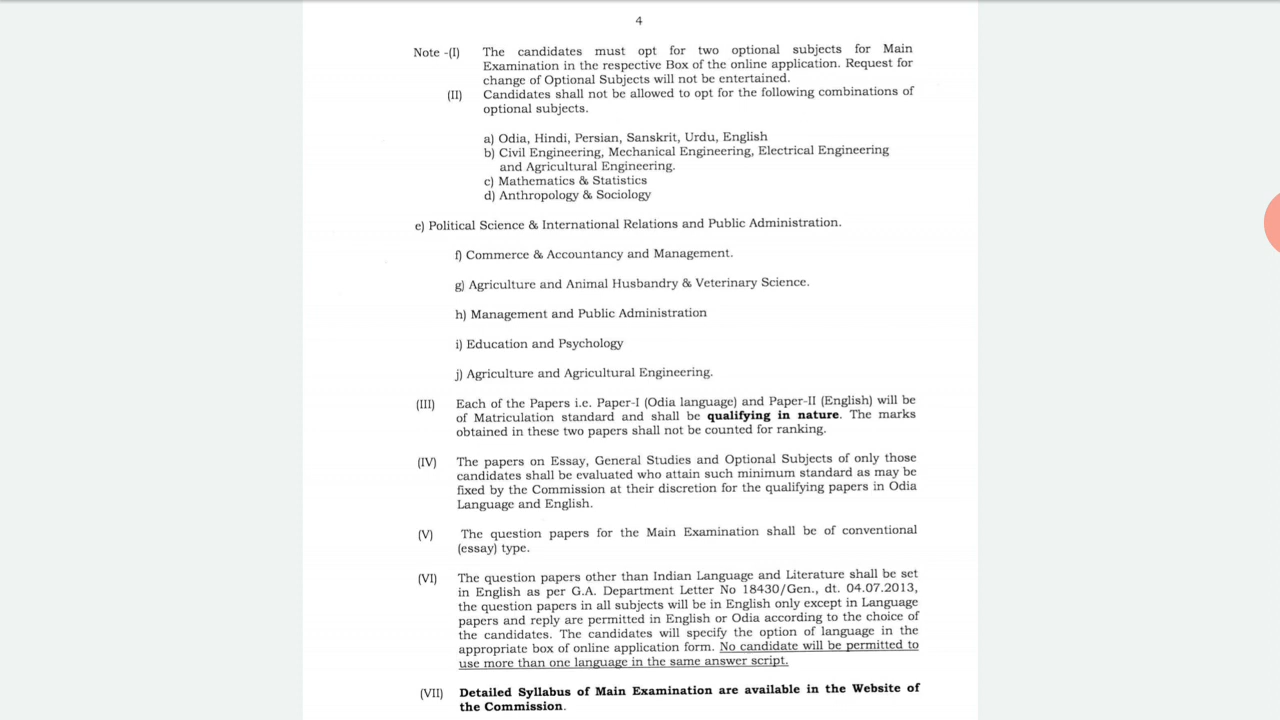 4
Note -(I) The candidates must opt for two optional subjects for Main
Examination in the respective Box of the online application. Request for
change of Optional Subjects will not be entertained.
(II) Candidates shall not be allowed to opt for the following combinations of
optional subjects.
a) Odia, Hindi, Persian, Sanskrit, Urdu, English
b) Civil Engineering, Mechanical Engineering, Electrical Engineering
and Agricultural Engineering.
c) Mathematics & Statistics
d) Anthropology & Sociology
e) Political Science & International Relations and Public Administration.
f) Commerce & Accountancy and Management.
g) Agriculture and Animal Husbandry & Veterinary Science.
h) Management and Public Administration
i) Education and Psychology
j) Agriculture and Agricultural Engineering.
(III) Each of the Papers i.e. Paper-I (Odia language) and Paper-II (English) will be
of Matriculation standard and shall be qualifying in nature. The marks
obtained in these two papers shall not be counted for ranking.
(IV) The papers on Essay, General Studies and Optional Subjects of only those
candidates shall be evaluated who attain such minimum standard as may be
fixed by the Commission at their discretion for the qualifying papers in Odia
Language and English.
(V) The question papers for the Main Examination shall be of conventional
(essay) type.
(VI) The question papers other than Indian Language and Literature shall be set
in English as per G.A. Department Letter No 18430/Gen., dt. 04.07.2013,
the question papers in all subjects will be in English only except in Language
papers and reply are permitted in English or Odia according to the choice of
the candidates. The candidates will specify the option of language in the
appropriate box of online application form. No candidate will be permitted to
use more than one language in the same answer script.
(VII) Detailed Syllabus of Main Examination are available in the Website of
the Commission.